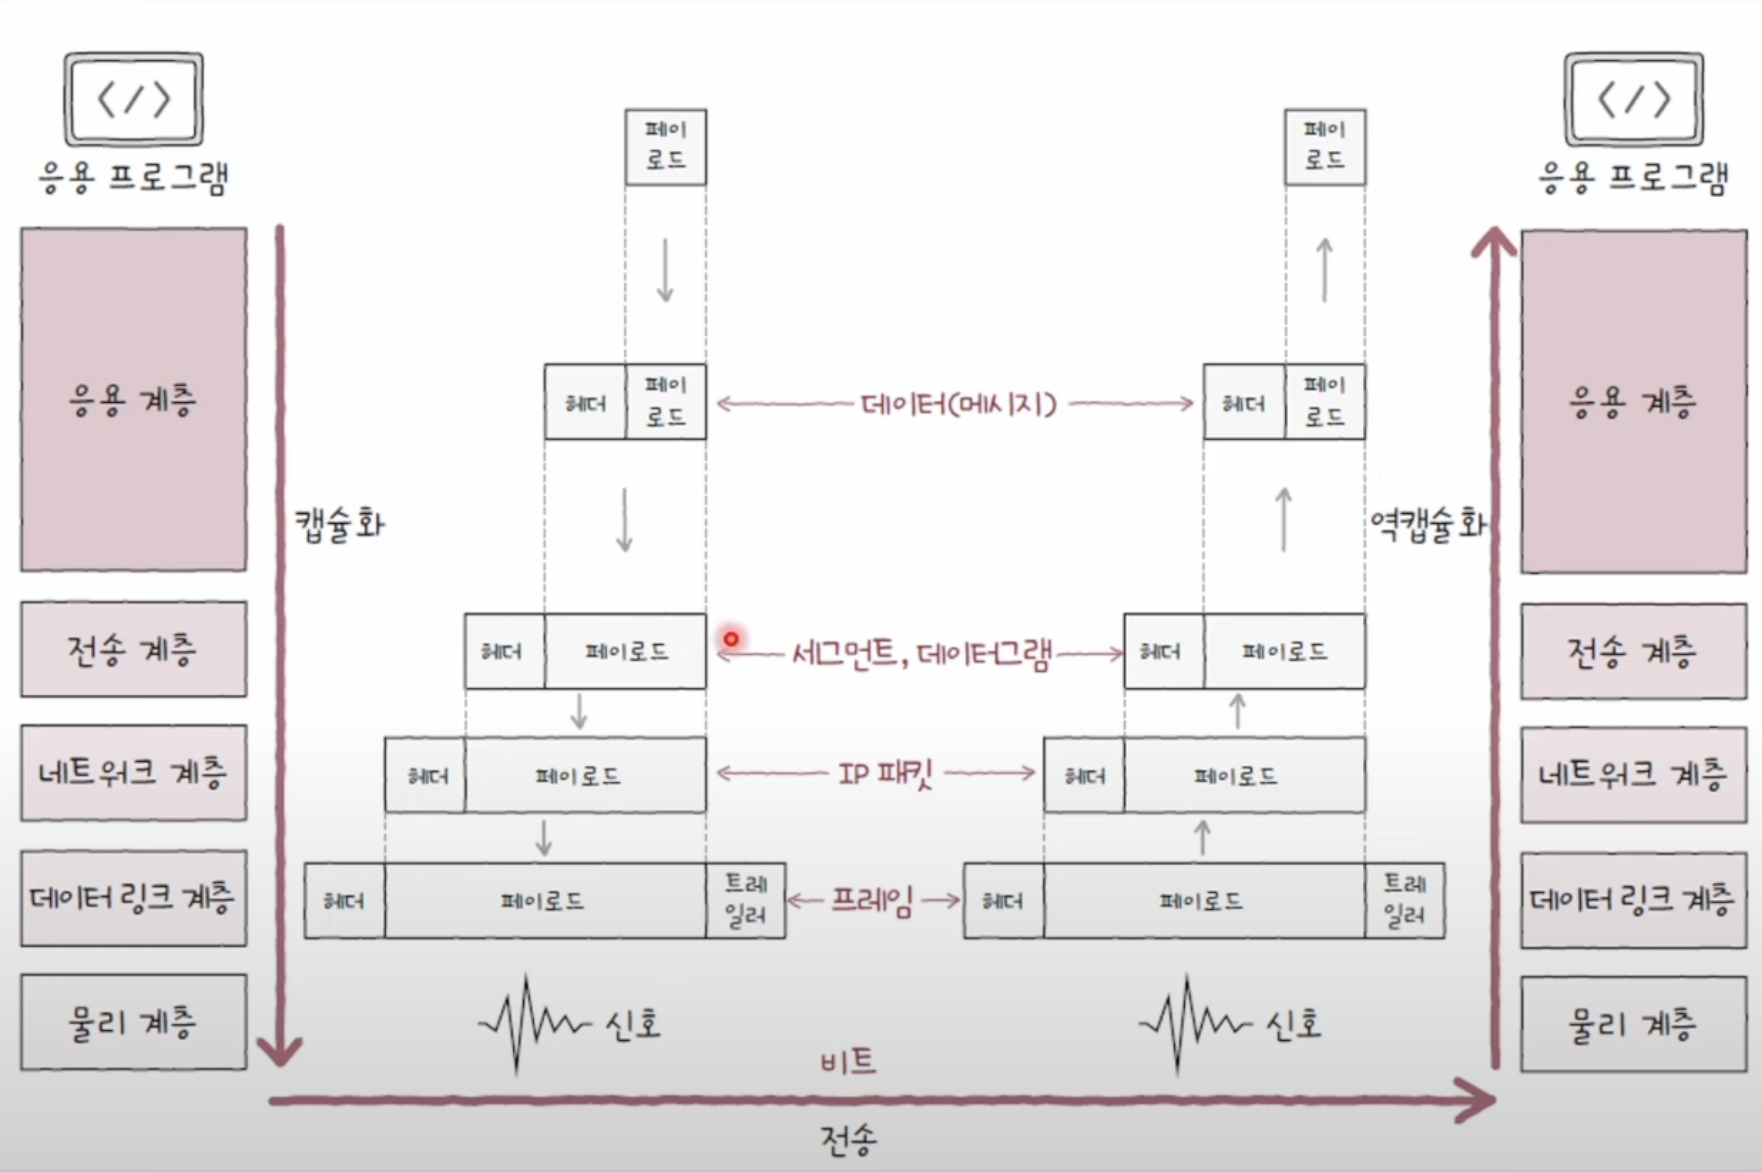 응용 프로그램
응용 계층
전송 계층
네트워크 계층
데이터 링크 계층
물리 계층
캡슐화
페이
로드
헤더
페이
로드
헤더
페이로드
헤더
페이로드
헤더
페이로드
트레
일러
신호
데이터(메시지)
세그먼트, 데이터그램
IP 패킷
프레임
비트
전송
페이
로드
헤더
페이
로드
헤더
페이로드
헤더
페이로드
헤더
페이로드
트레
일러
신호
역캡슐화
응용 프로그램
응용 계층
전송 계층
네트워크 계층
데이터 링크 계층
물리 계층